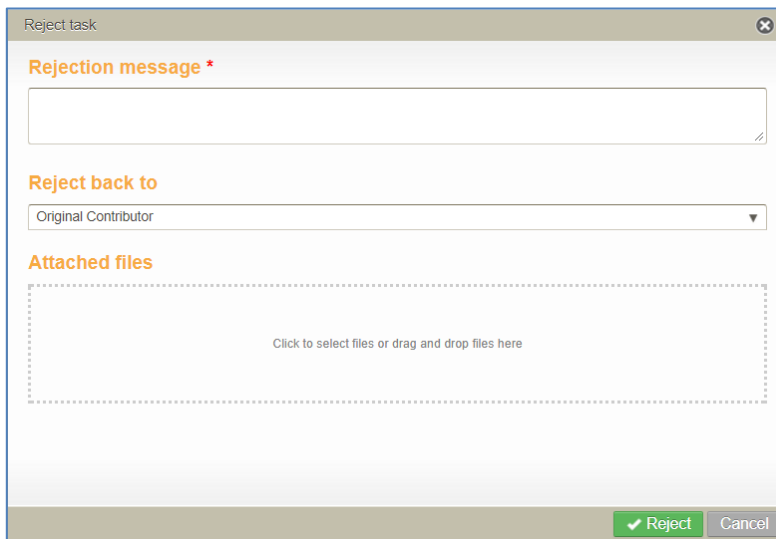 Reject task
Rejection message *
Reject back to
Original Contributor
Attached files
Click to select files or drag and drop files here
Reject
Cancel